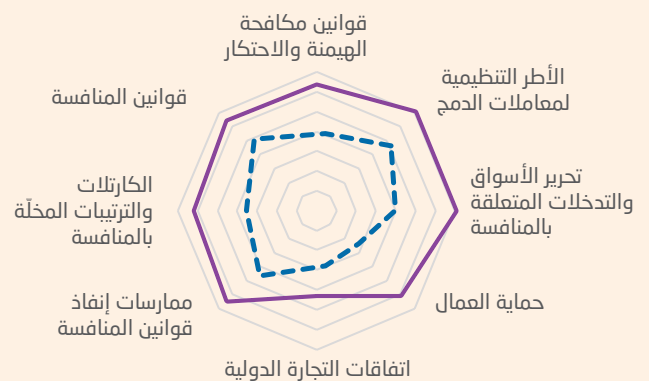 قوانين مكافحة
الهيمنة والاحتكار
الأطر التنظيمية
لمعاملات الدمج
تحرير الأسواق
والتدخلات المتعلقة
بالمنافسة
حماية العمال
اتفاقات التجارة الدولية
ممارسات إنفاذ
قوانين المنافسة
الكارتلات
والترتيبات المخلّة
بالمنافسة
قوانين المنافسة